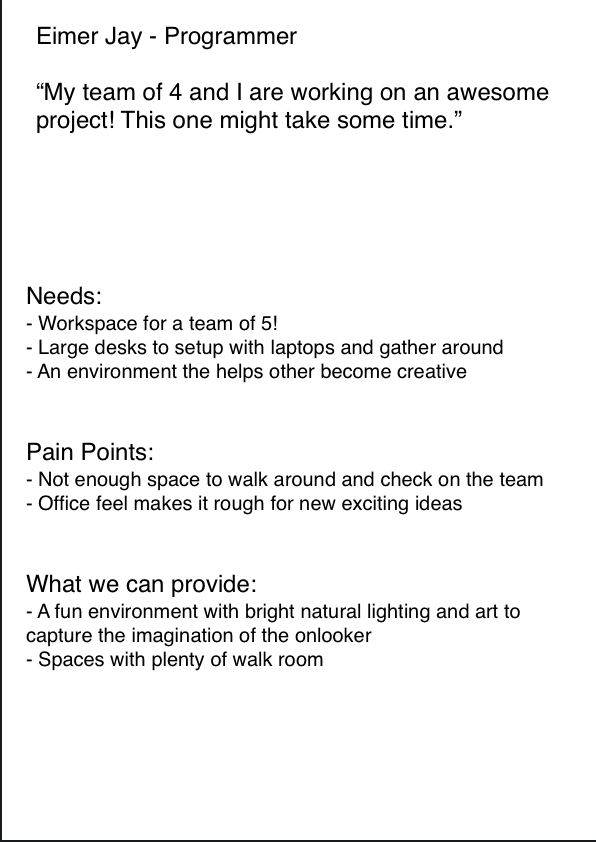 Eimer Jay - Programmer
“My team of 4 and I are working on an awesome
project! This one might take some time.”
Needs:
- Workspace for a team of 5!
- Large desks to setup with laptops and gather around
- An environment the helps other become creative
Pain Points:
- Not enough space to walk around and check on the team
- Office feel makes it rough for new exciting ideas
What we can provide:
- A fun environment with bright natural lighting and art to
capture the imagination of the onlooker
- Spaces with plenty of walk room